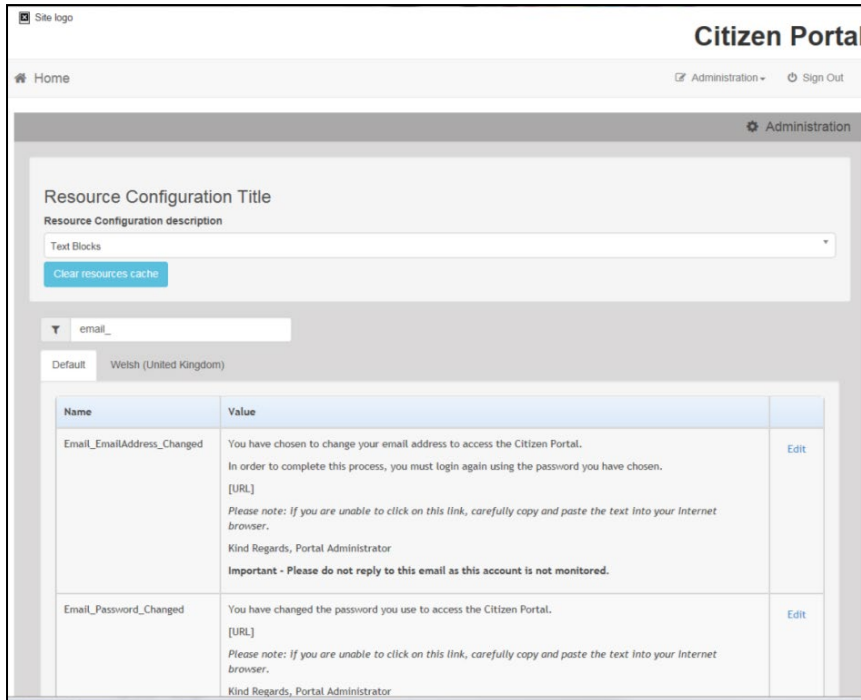 Site logo
Citizen Portal
Home
Administration
Sign Out
Administration
Resource Configuration Title
Resource Configuration description
Text Blocks
Clear resources cache
email_
Default Welsh (United Kingdom)
Name Value
Email_EmailAddress_Changed You have chosen to change your email address to access the Citizen Portal. Edit
In order to complete this process, you must login again using the password you have chosen.
[URL]
Please note: if you are unable to click on this link, carefully copy and paste the text into your Internet
browser.
Kind Regards, Portal Administrator
Important - Please do not reply to this email as this account is not monitored.
Email_Password_Changed You have changed the password you use to access the Citizen Portal. Edit
[URL]
Please note: if you are unable to click on this link, carefully copy and paste the text into your Internet
browser.
Kind Regards, Portal Administrator